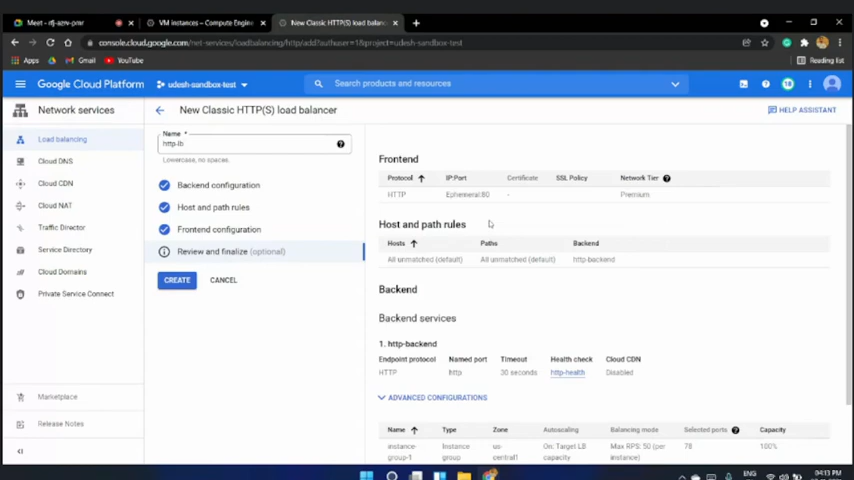 Meet - rfj-azrv-pmr
VM instances – Compute Engine
New Classic HTTP(S) load balanc
console.cloud.google.com/net-services/loadbalancing/http/add?authuser=1&project=udesh-sandbox-test
Apps
M Gmail
YouTube
Reading list
Google Cloud Platform
udesh-sandbox-test
Search products and resources
18
Network services
New Classic HTTP(S) load balancer
HELP ASSISTANT
Load balancing
Cloud DNS
Cloud CDN
Cloud NAT
Traffic Director
Service Directory
Cloud Domains
Private Service Connect
Marketplace
Release Notes
Name *
http-lb
Lowercase, no spaces.
Backend configuration
Host and path rules
Frontend configuration
Review and finalize (optional)
CREATE
CANCEL
Frontend
Protocol IP:Port Certificate SSL Policy Network Tier
HTTP Ephemeral:80 - Premium
Host and path rules
Hosts Paths Backend
All unmatched (default) All unmatched (default) http-backend
Backend
Backend services
1. http-backend
Endpoint protocol Named port Timeout Health check Cloud CDN
HTTP http 30 seconds http-health Disabled
ADVANCED CONFIGURATIONS
Name Type Zone Autoscaling Balancing mode Selected ports Capacity
instance- Instance us- On: Target LB Max RPS: 50 (per 78 100%
group-1 group central1 capacity instance)
ENG
04:13 PM